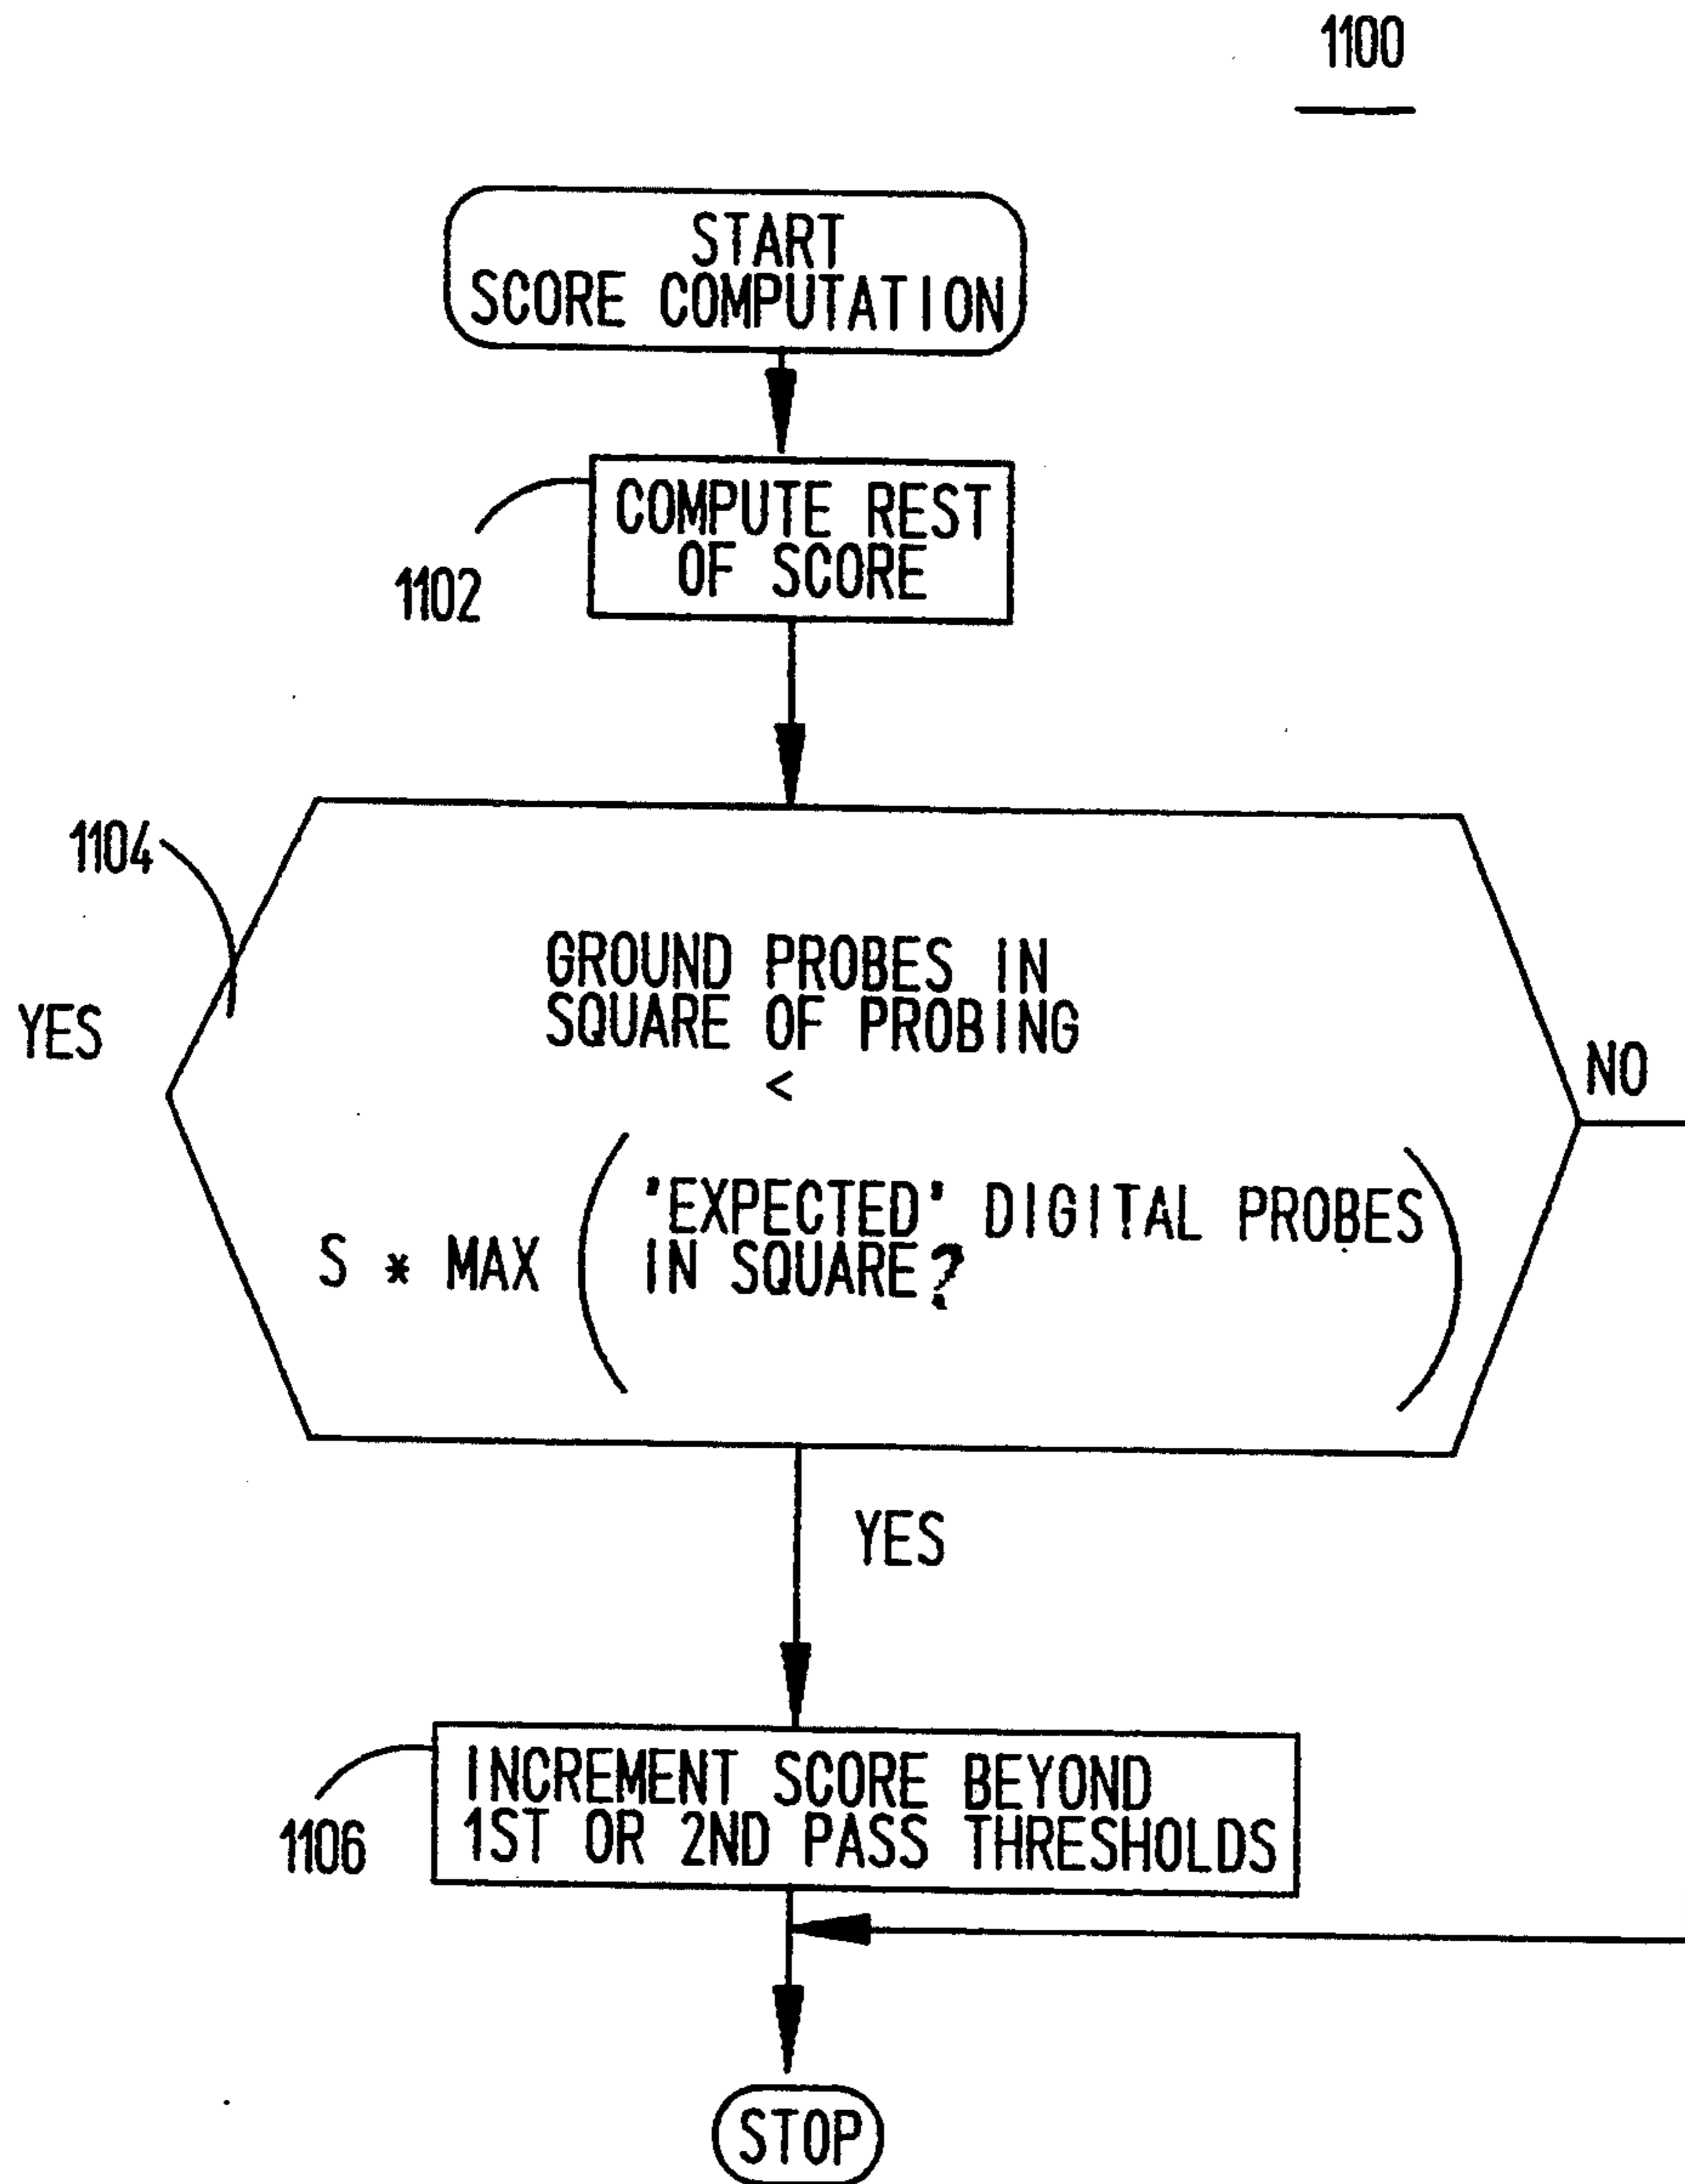 1100
START
SCORE COMPUTATION
COMPUTE REST
OF SCORE
1102
1104
YES
GROUND PROBES IN
SQUARE OF PROBING
<
NO
S * MAX ( 'EXPECTED' DIGITAL PROBES
IN SQUARE? )
YES
INCREMENT SCORE BEYOND
1ST OR 2ND PASS THRESHOLDS
1106
STOP